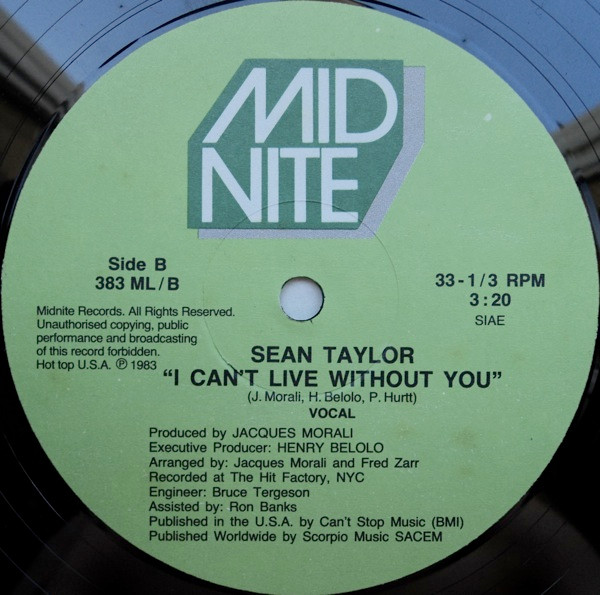 MID
NITE
Side B
383 ML/B
33-1/3 RPM
3:20
SIAE
Midnite Records. All Rights Reserved.
Unauthorised copying, public
performance and broadcasting
of this record forbidden.
Hot top U.S.A. ℗ 1983
SEAN TAYLOR
“I CAN'T LIVE WITHOUT YOU”
(J. Morali, H. Belolo, P. Hurtt)
VOCAL
Produced by JACQUES MORALI
Executive Producer: HENRY BELOLO
Arranged by: Jacques Morali and Fred Zarr
Recorded at The Hit Factory, NYC
Engineer: Bruce Tergeson
Assisted by: Ron Banks
Published in the U.S.A. by Can't Stop Music (BMI)
Published Worldwide by Scorpio Music SACEM